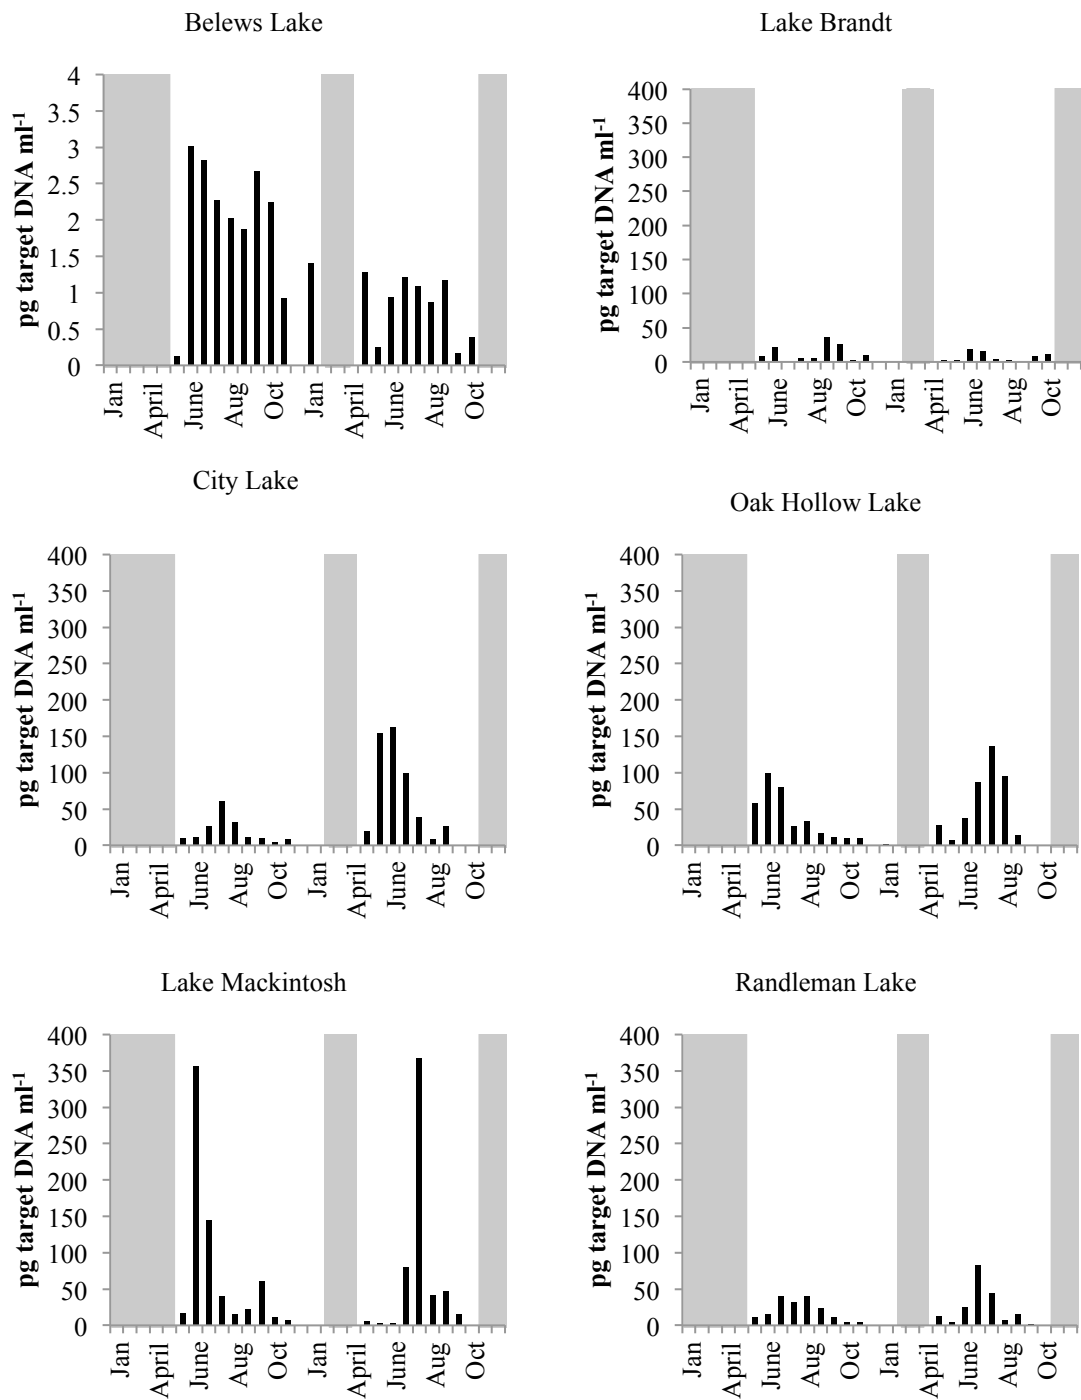 Belews Lake
pg target DNA ml-1
4
3.5
3
2.5
2
1.5
1
0.5
0
Jan
April
June
Aug
Oct
Jan
April
June
Aug
Oct
Lake Brandt
pg target DNA ml-1
400
350
300
250
200
150
100
50
0
Jan
April
June
Aug
Oct
Jan
April
June
Aug
Oct
City Lake
pg target DNA ml-1
400
350
300
250
200
150
100
50
0
Jan
April
June
Aug
Oct
Jan
April
June
Aug
Oct
Oak Hollow Lake
pg target DNA ml-1
400
350
300
250
200
150
100
50
0
Jan
April
June
Aug
Oct
Jan
April
June
Aug
Oct
Lake Mackintosh
pg target DNA ml-1
400
350
300
250
200
150
100
50
0
Jan
April
June
Aug
Oct
Jan
April
June
Aug
Oct
Randleman Lake
pg target DNA ml-1
400
350
300
250
200
150
100
50
0
Jan
April
June
Aug
Oct
Jan
April
June
Aug
Oct